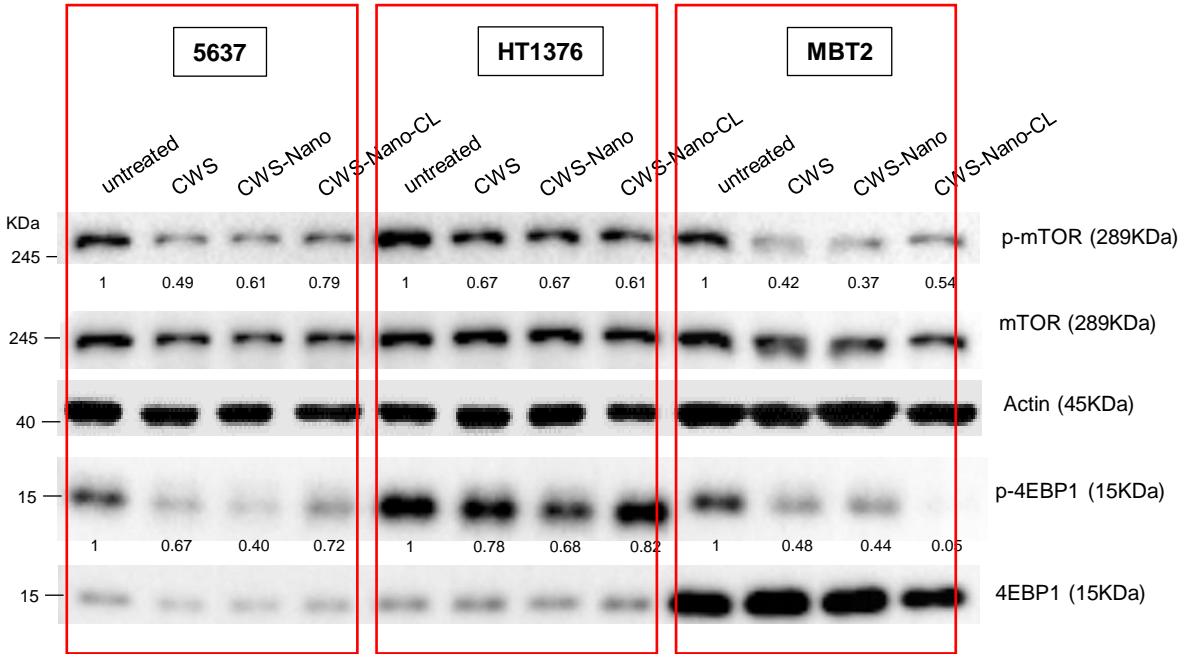 5637 HT1376 MBT2
untreated CWS CWS-Nano CWS-Nano-CL untreated CWS CWS-Nano CWS-Nano-CL untreated CWS CWS-Nano CWS-Nano-CL
KDa
p-mTOR (289KDa)
245
1 0.49 0.61 0.79 1 0.67 0.67 0.61 1 0.42 0.37 0.54
mTOR (289KDa)
245
Actin (45KDa)
40
p-4EBP1 (15KDa)
15
1 0.67 0.40 0.72 1 0.78 0.68 0.82 1 0.48 0.44 0.05
4EBP1 (15KDa)
15